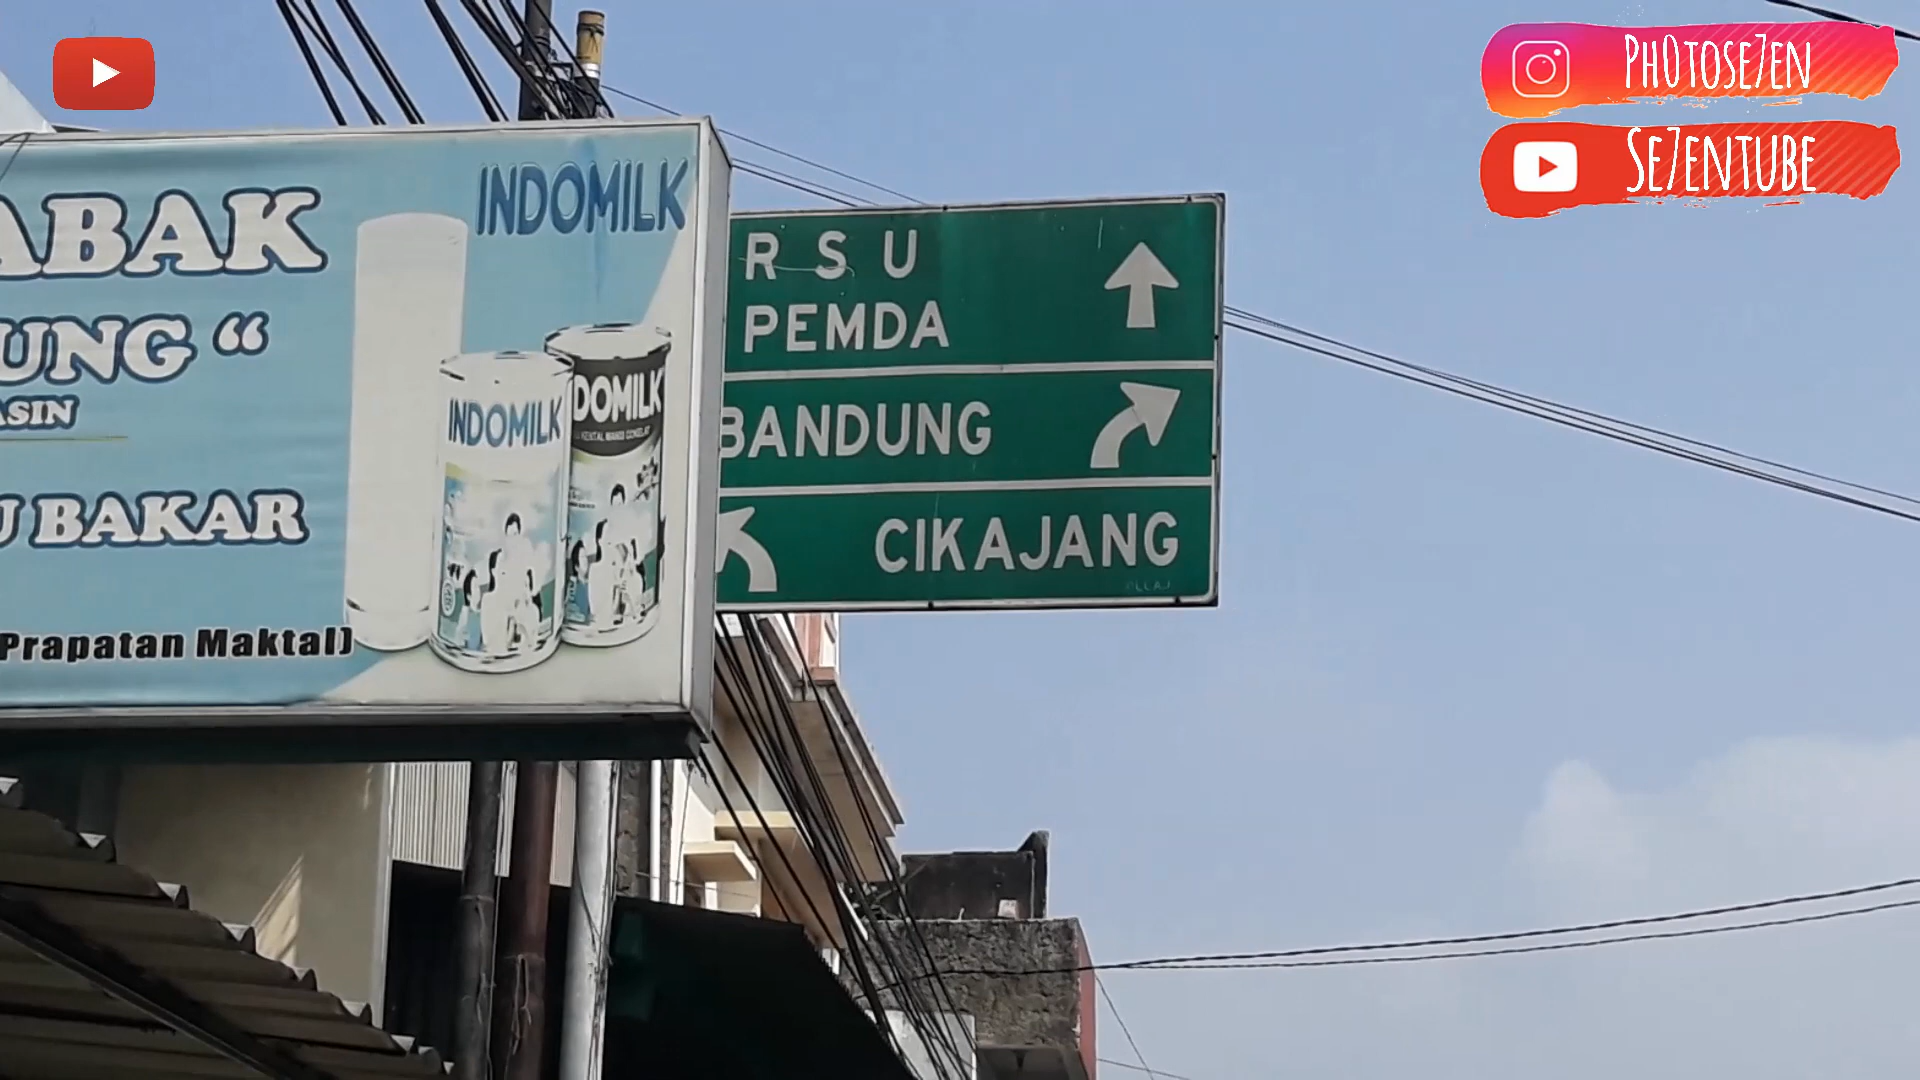 PhOtose7en
Se7entube
ABAK
UNG “
ASIN
U BAKAR
Prapatan Maktal)
INDOMILK
INDOMILK
DOMILK
R S U
PEMDA
BANDUNG
CIKAJANG